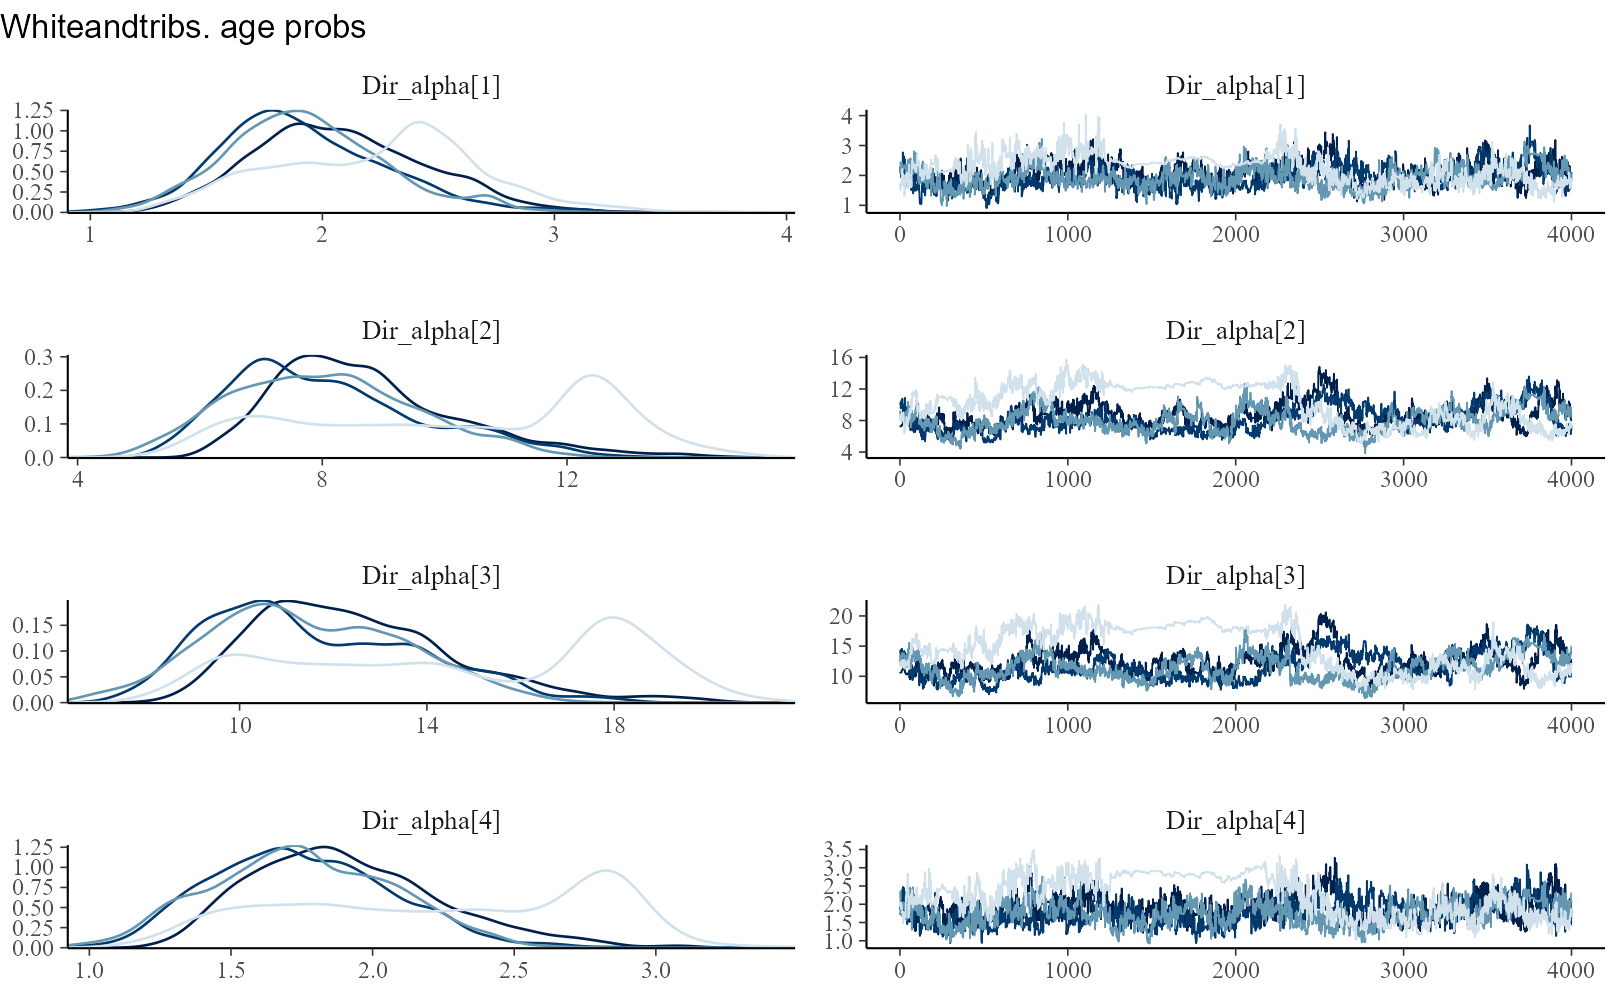 Whiteandtribs. age probs
Dir_alpha[1]
1.25
1.00
0.75
0.50
0.25
0.00
1 2 3 4
Dir_alpha[1]
4
3
2
1
0 1000 2000 3000 4000
Dir_alpha[2]
0.3
0.2
0.1
0.0
4 8 12
Dir_alpha[2]
16
12
8
4
0 1000 2000 3000 4000
Dir_alpha[3]
0.15
0.10
0.05
0.00
10 14 18
Dir_alpha[3]
20
15
10
0 1000 2000 3000 4000
Dir_alpha[4]
1.25
1.00
0.75
0.50
0.25
0.00
1.0 1.5 2.0 2.5 3.0
Dir_alpha[4]
3.5
3.0
2.5
2.0
1.5
1.0
0 1000 2000 3000 4000